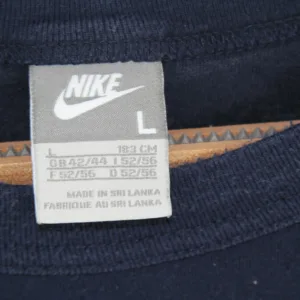 NIKE
L
L 183 CM
GB 42/44 I 52/56
F 52/56 D 52/56
MADE IN SRI LANKA
FABRIQUE AU SRI LANKA